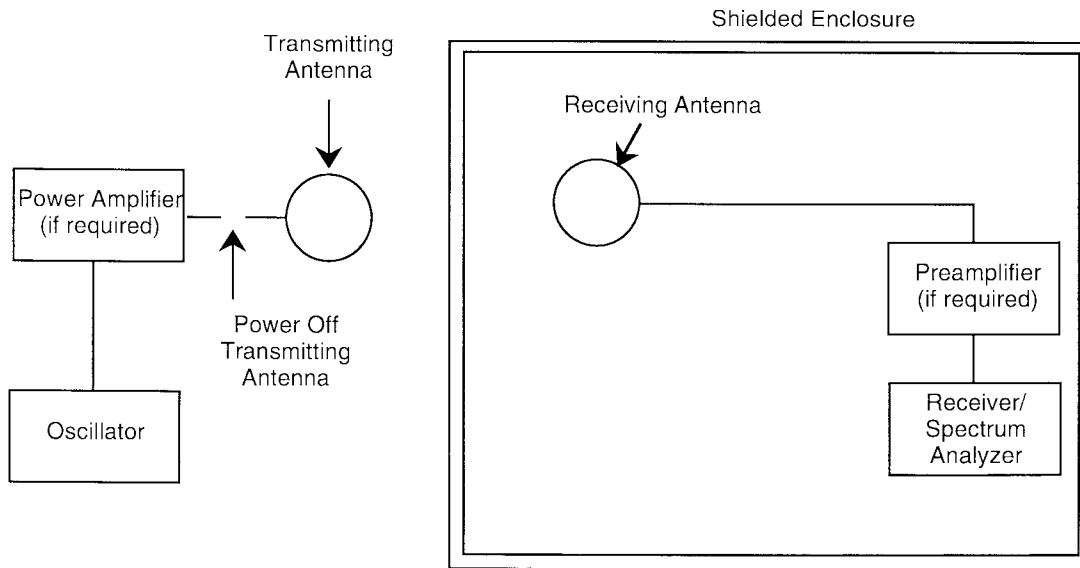 Shielded Enclosure
Transmitting
Antenna
Receiving Antenna
Power Amplifier
(if required)
Power Off
Transmitting
Antenna
Oscillator
Preamplifier
(if required)
Receiver/
Spectrum
Analyzer